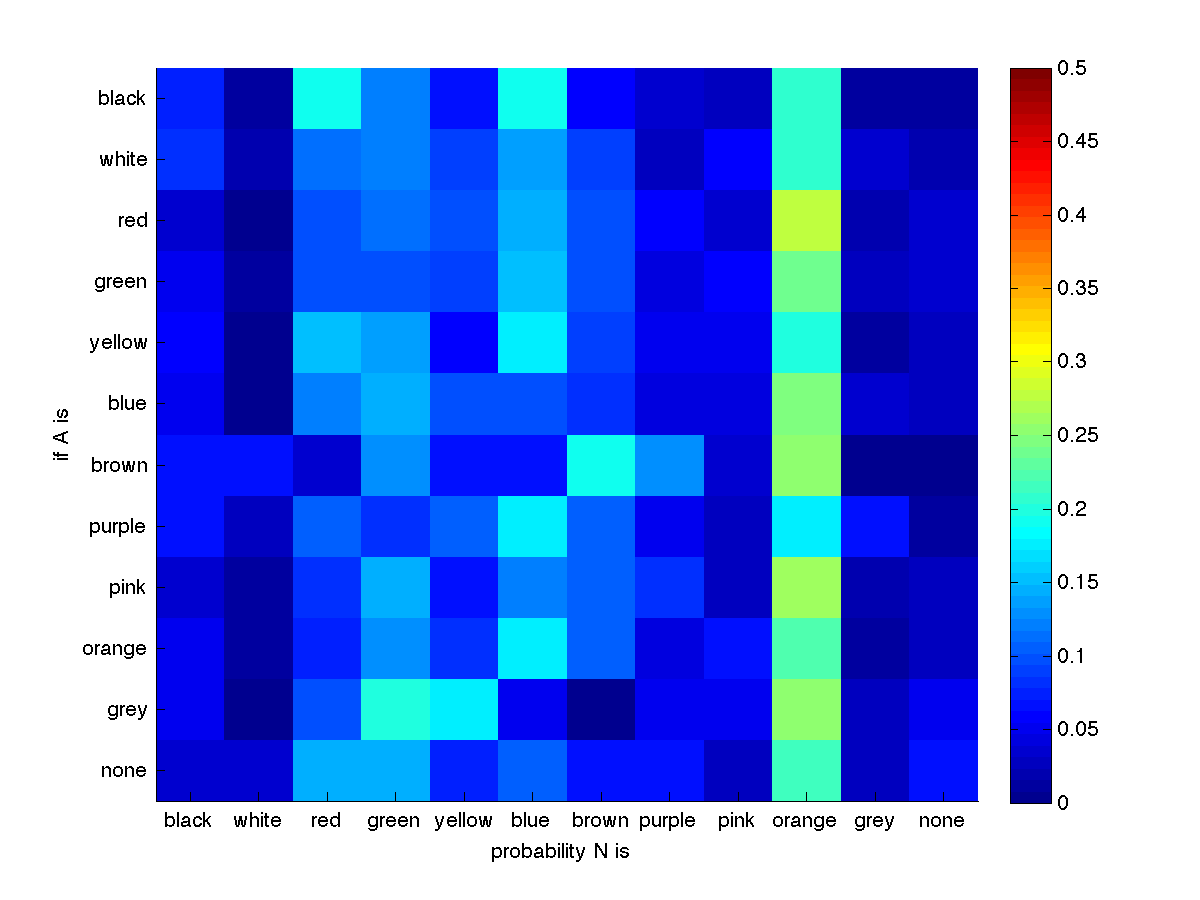 black
white
red
green
yellow
blue
brown
purple
pink
orange
grey
none
if A is
black white red green yellow blue brown purple pink orange grey none
probability N is
0.5
0.45
0.4
0.35
0.3
0.25
0.2
0.15
0.1
0.05
0